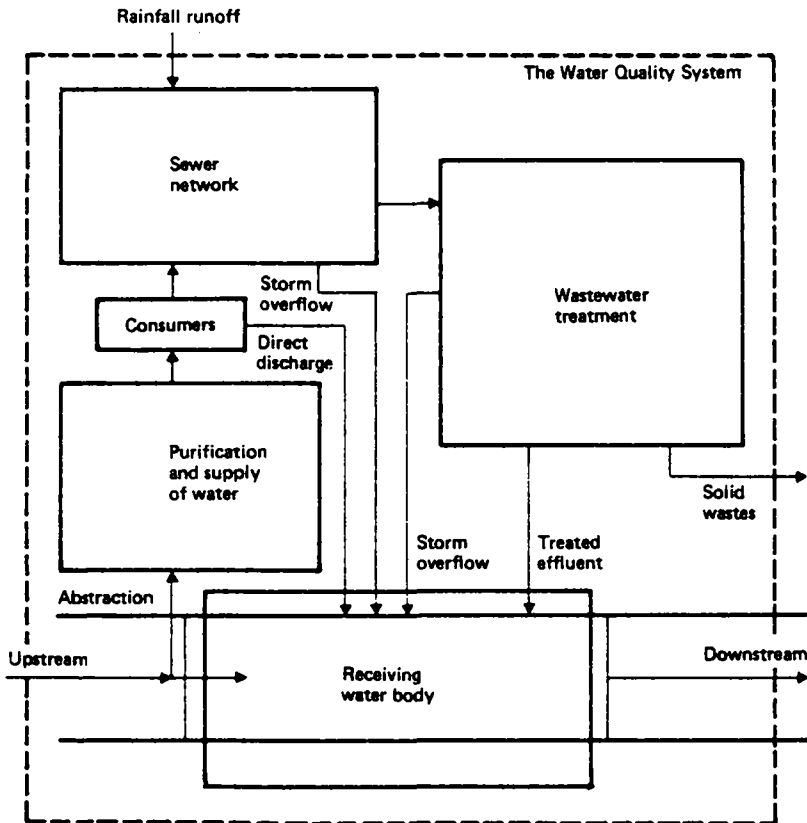 Rainfall runoff
The Water Quality System
Sewer
network
Storm
overflow
Consumers
Direct
discharge
Wastewater
treatment
Purification
and supply
of water
Solid
wastes
Storm
overflow
Treated
effluent
Abstraction
Upstream
Receiving
water body
Downstream